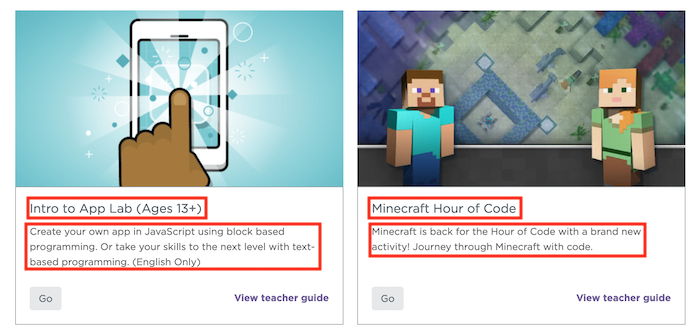 Intro to App Lab (Ages 13+)
Create your own app in JavaScript using block based
programming. Or take your skills to the next level with text-
based programming. (English Only)
Go
View teacher guide
Minecraft Hour of Code
Minecraft is back for the Hour of Code with a brand new
activity! Journey through Minecraft with code.
Go
View teacher guide